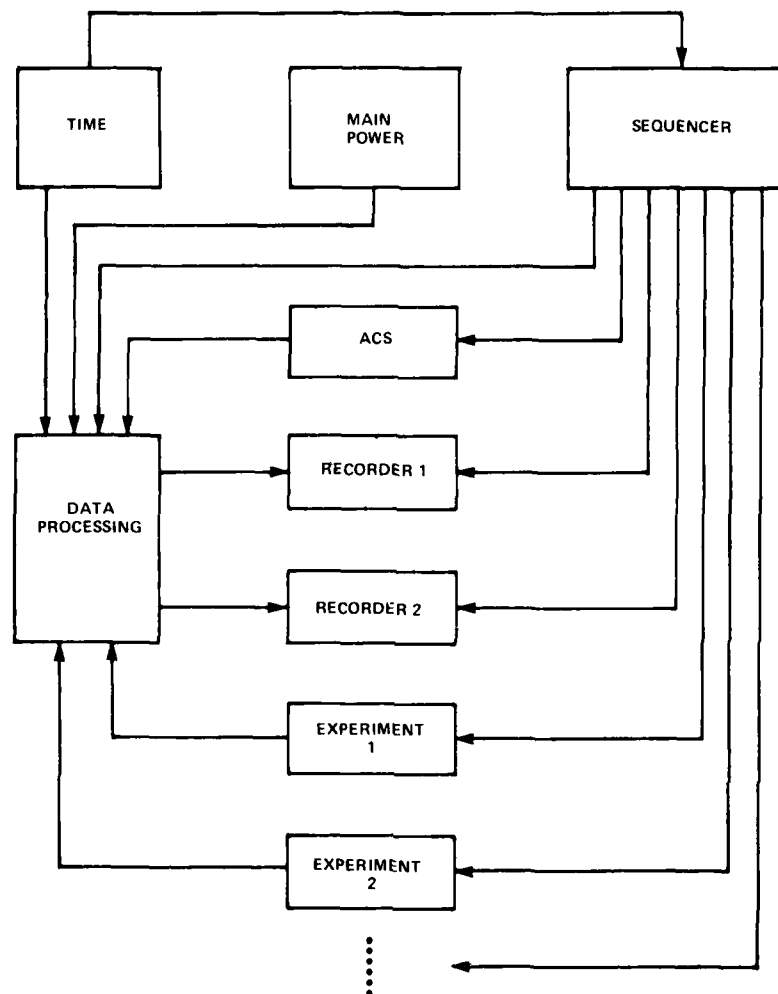 TIME
MAIN
POWER
SEQUENCER
ACS
RECORDER 1
DATA
PROCESSING
RECORDER 2
EXPERIMENT
1
EXPERIMENT
2